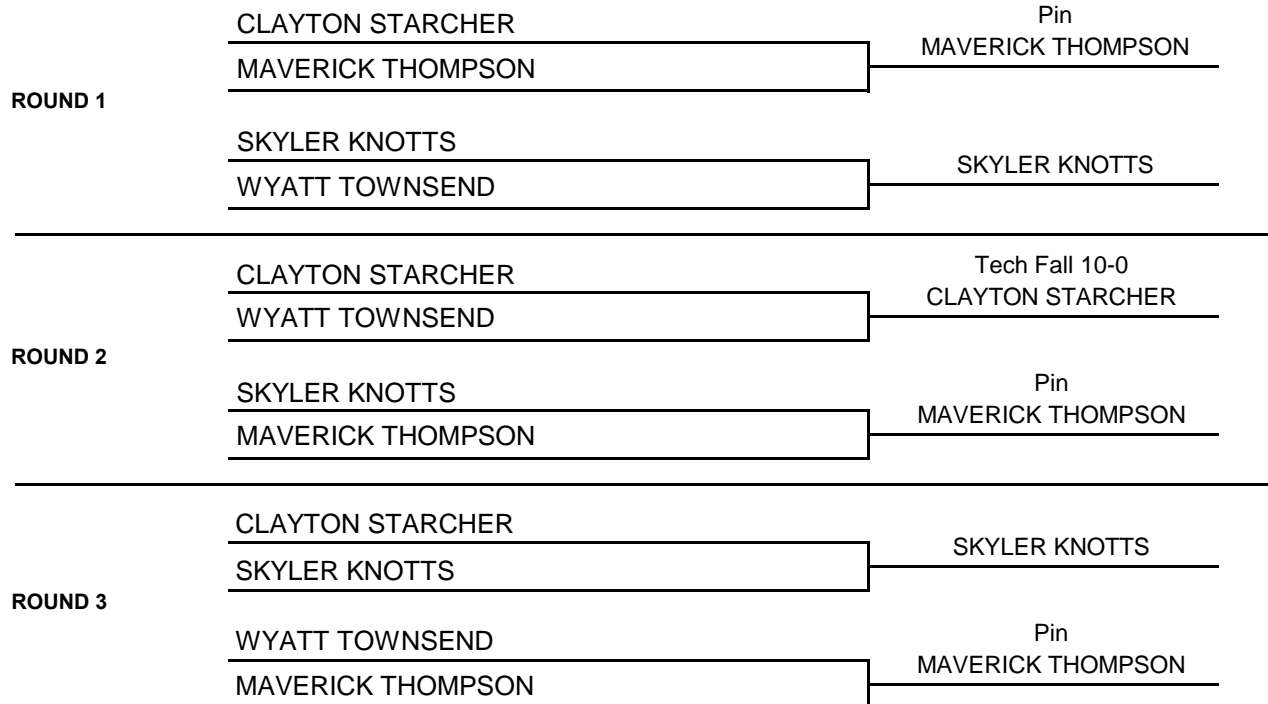 CLAYTON STARCHER
Pin
MAVERICK THOMPSON
MAVERICK THOMPSON
ROUND 1
SKYLER KNOTTS
SKYLER KNOTTS
WYATT TOWNSEND
CLAYTON STARCHER
Tech Fall 10-0
CLAYTON STARCHER
WYATT TOWNSEND
ROUND 2
SKYLER KNOTTS
Pin
MAVERICK THOMPSON
MAVERICK THOMPSON
CLAYTON STARCHER
SKYLER KNOTTS
SKYLER KNOTTS
ROUND 3
WYATT TOWNSEND
Pin
MAVERICK THOMPSON
MAVERICK THOMPSON